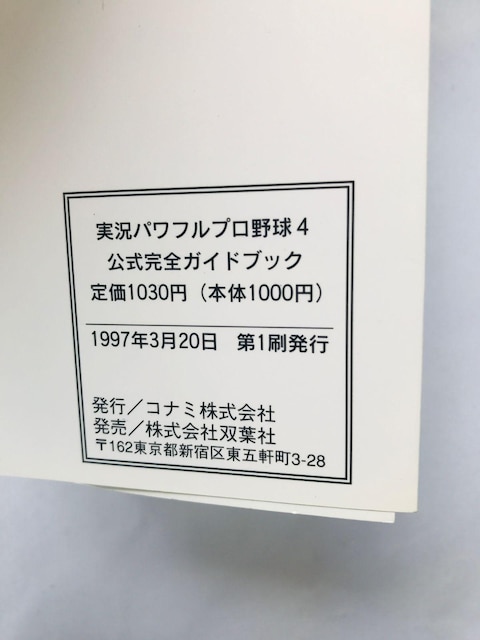 実況パワフルプロ野球4
公式完全ガイドブック
定価1030円（本体1000円）
1997年3月20日　第1刷発行
発行／コナミ株式会社
発売／株式会社双葉社
〒162東京都新宿区東五軒町3-28